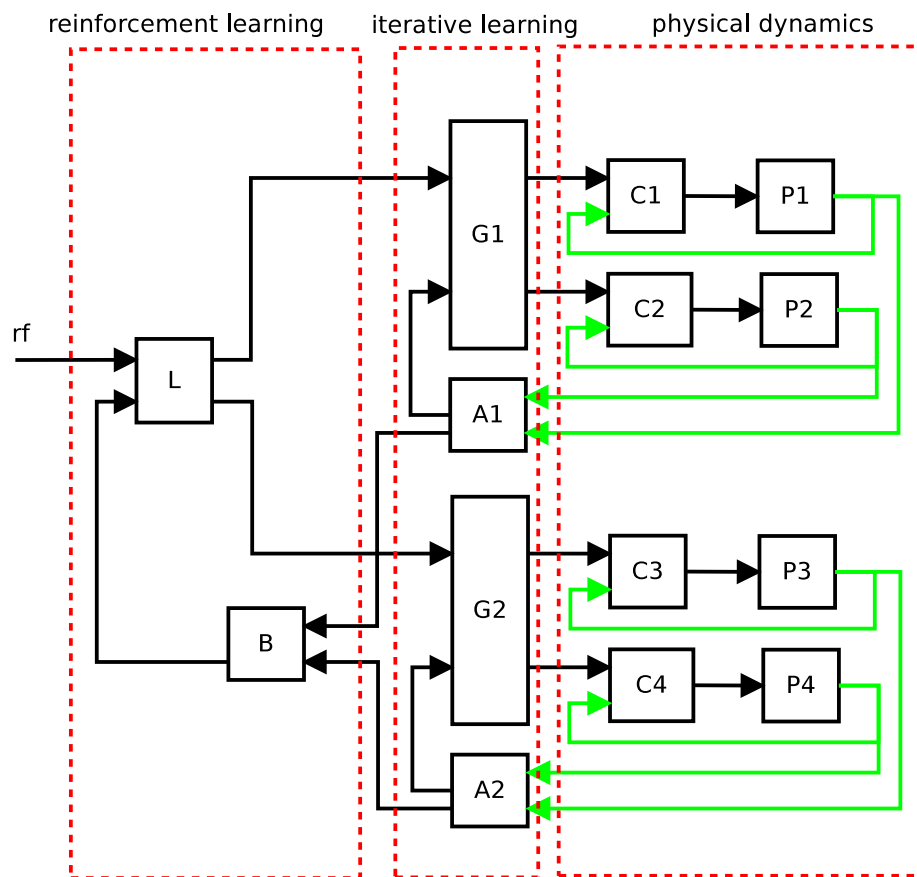 reinforcement learning
iterative learning
physical dynamics
C1
P1
G1
C2
P2
rf
L
A1
C3
P3
G2
B
C4
P4
A2